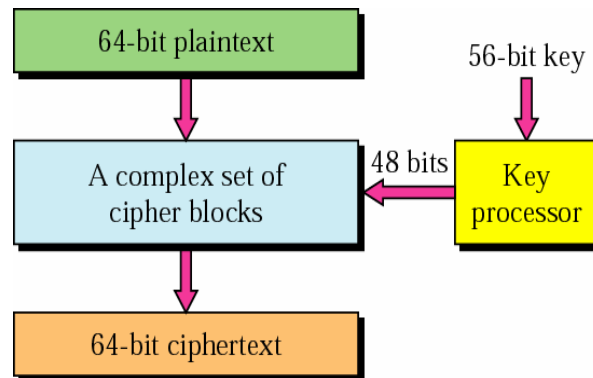 64-bit plaintext
56-bit key
A complex set of
cipher blocks
48 bits
Key
processor
64-bit ciphertext